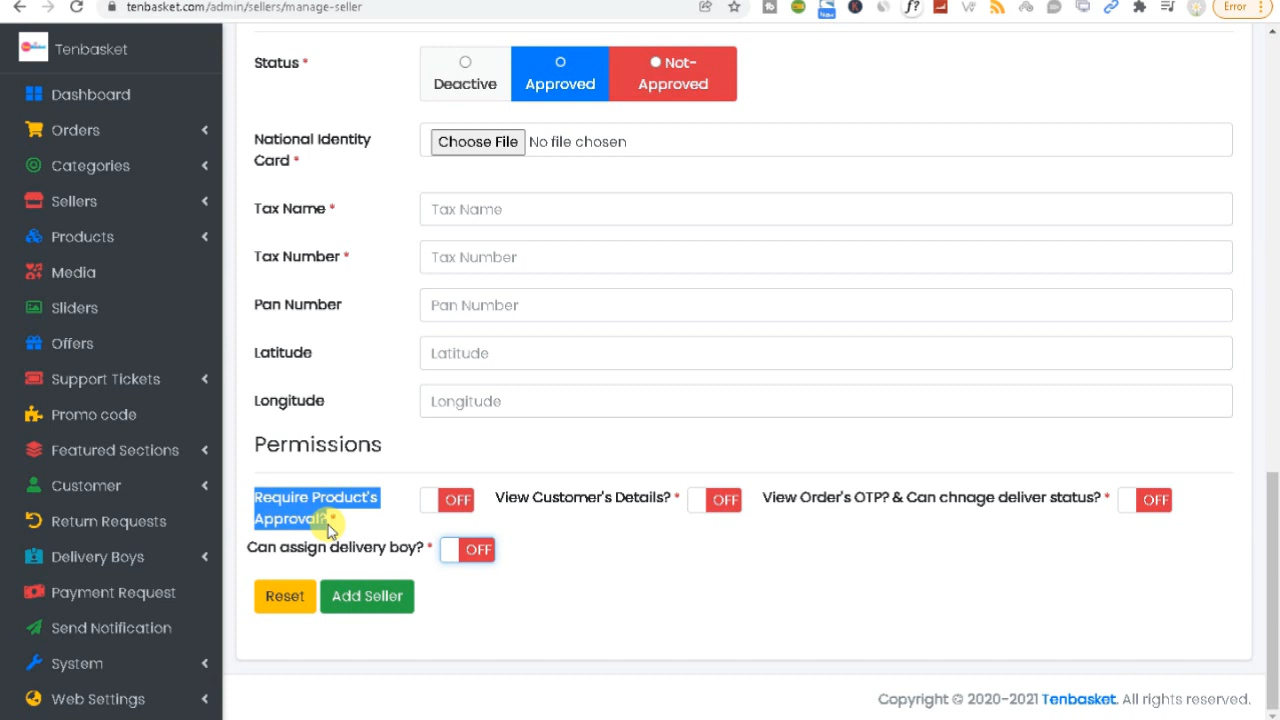 tenbasket.com/admin/sellers/manage-seller
New
f?
Error
Tenbasket
Dashboard
Orders
Categories
Sellers
Products
Media
Sliders
Offers
Support Tickets
Promo code
Featured Sections
Customer
Return Requests
Delivery Boys
Payment Request
Send Notification
System
Web Settings
Status *
Deactive
Approved
Not-
Approved
National Identity
Card *
Choose File No file chosen
Tax Name *
Tax Name
Tax Number *
Tax Number
Pan Number
Pan Number
Latitude
Latitude
Longitude
Longitude
Permissions
Require Product's
Approval? *
OFF
View Customer's Details? *
OFF
View Order's OTP? & Can chnage deliver status? *
OFF
Can assign delivery boy? *
OFF
Reset
Add Seller
Copyright © 2020-2021 Tenbasket. All rights reserved.